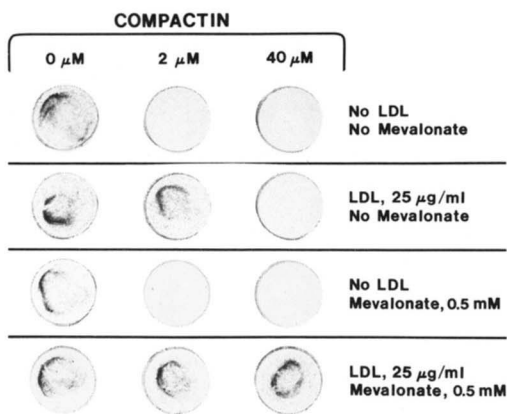 COMPACTIN
0 μM 2 μM 40 μM
No LDL
No Mevalonate
LDL, 25 μg/ml
No Mevalonate
No LDL
Mevalonate, 0.5 mM
LDL, 25 μg/ml
Mevalonate, 0.5 mM